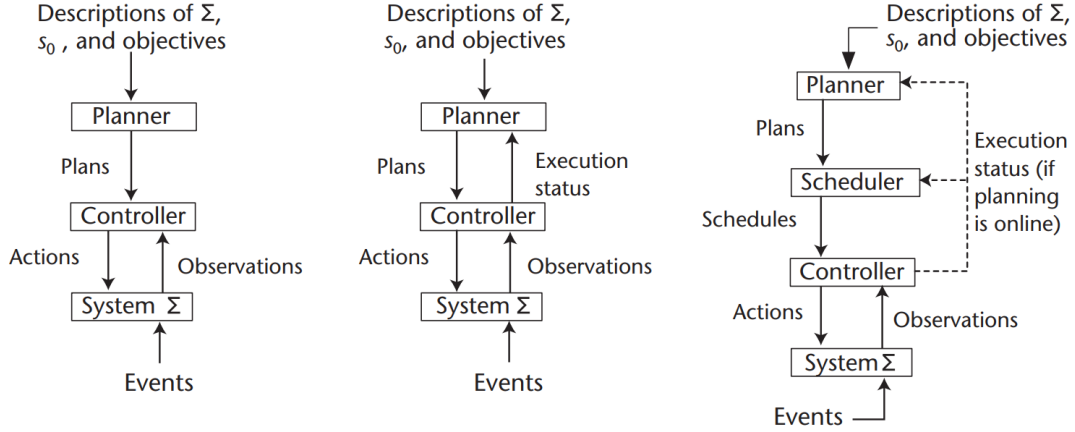 Descriptions of Σ,
s0 , and objectives
Planner
Plans
Controller
Actions
Observations
System Σ
Events
Descriptions of Σ,
s0, and objectives
Planner
Plans
Execution
status
Controller
Actions
Observations
System Σ
Events
Descriptions of Σ,
s0, and objectives
Planner
Plans
Execution
status (if
planning
is online)
Scheduler
Schedules
Controller
Actions
Observations
System Σ
Events